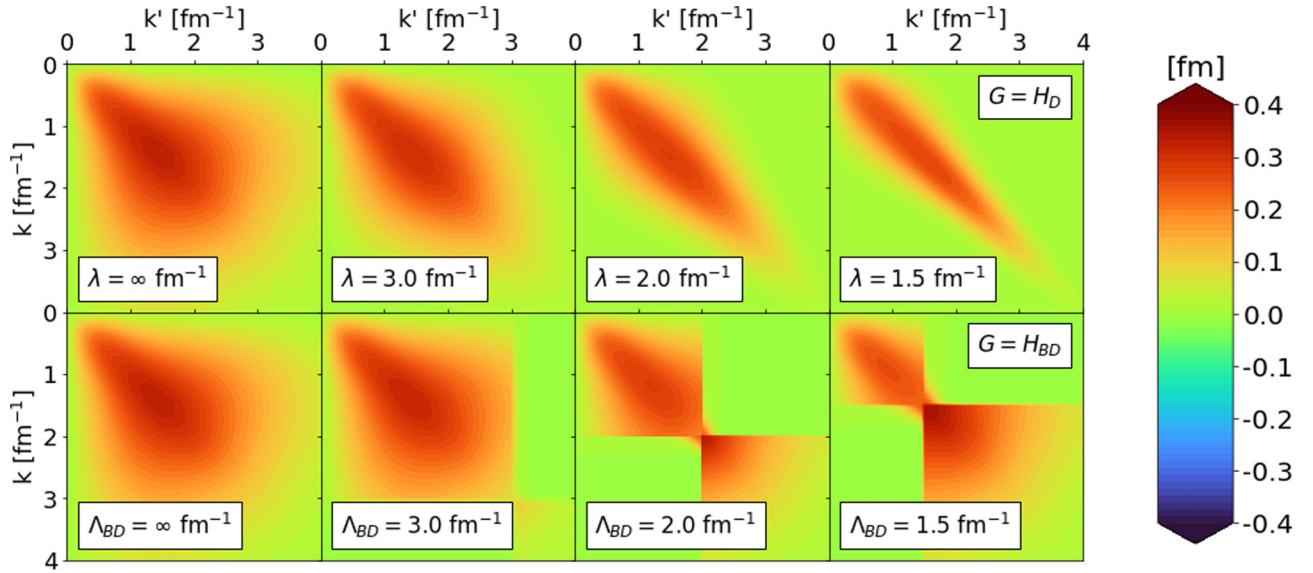 k' [fm⁻¹] k' [fm⁻¹] k' [fm⁻¹] k' [fm⁻¹]
0 1 2 3 0 1 2 3 0 1 2 3 0 1 2 3 4
[fm]
k [fm⁻¹]
0
1
2
3
G = H_D
λ = ∞ fm⁻¹
λ = 3.0 fm⁻¹
λ = 2.0 fm⁻¹
λ = 1.5 fm⁻¹
k [fm⁻¹]
0
1
2
3
4
G = H_BD
Λ_BD = ∞ fm⁻¹
Λ_BD = 3.0 fm⁻¹
Λ_BD = 2.0 fm⁻¹
Λ_BD = 1.5 fm⁻¹
0.4
0.3
0.2
0.1
0.0
-0.1
-0.2
-0.3
-0.4